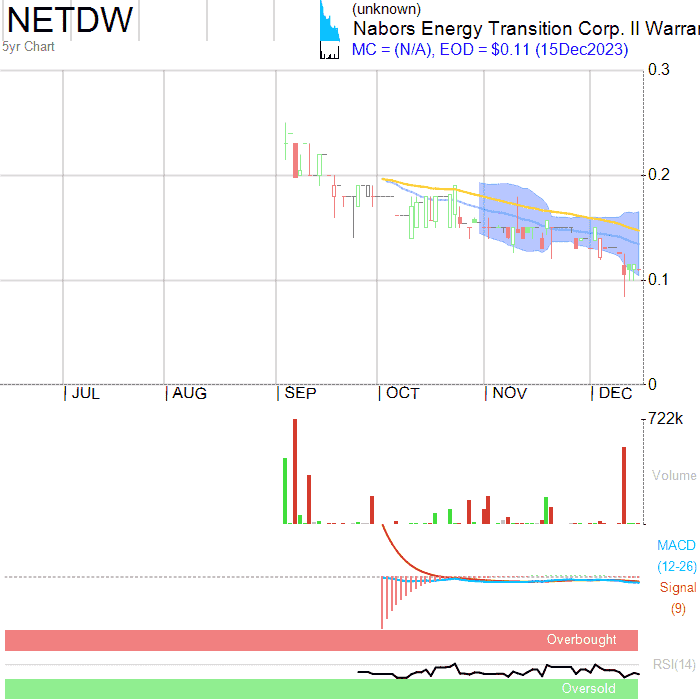 NETDW
5yr Chart
(unknown)
Nabors Energy Transition Corp. II Warra
MC = (N/A), EOD = $0.11 (15Dec2023)
0.3
0.2
0.1
0
JUL AUG SEP OCT NOV DEC
722k
Volume
MACD
(12-26)
Signal
(9)
Overbought
RSI(14)
Oversold